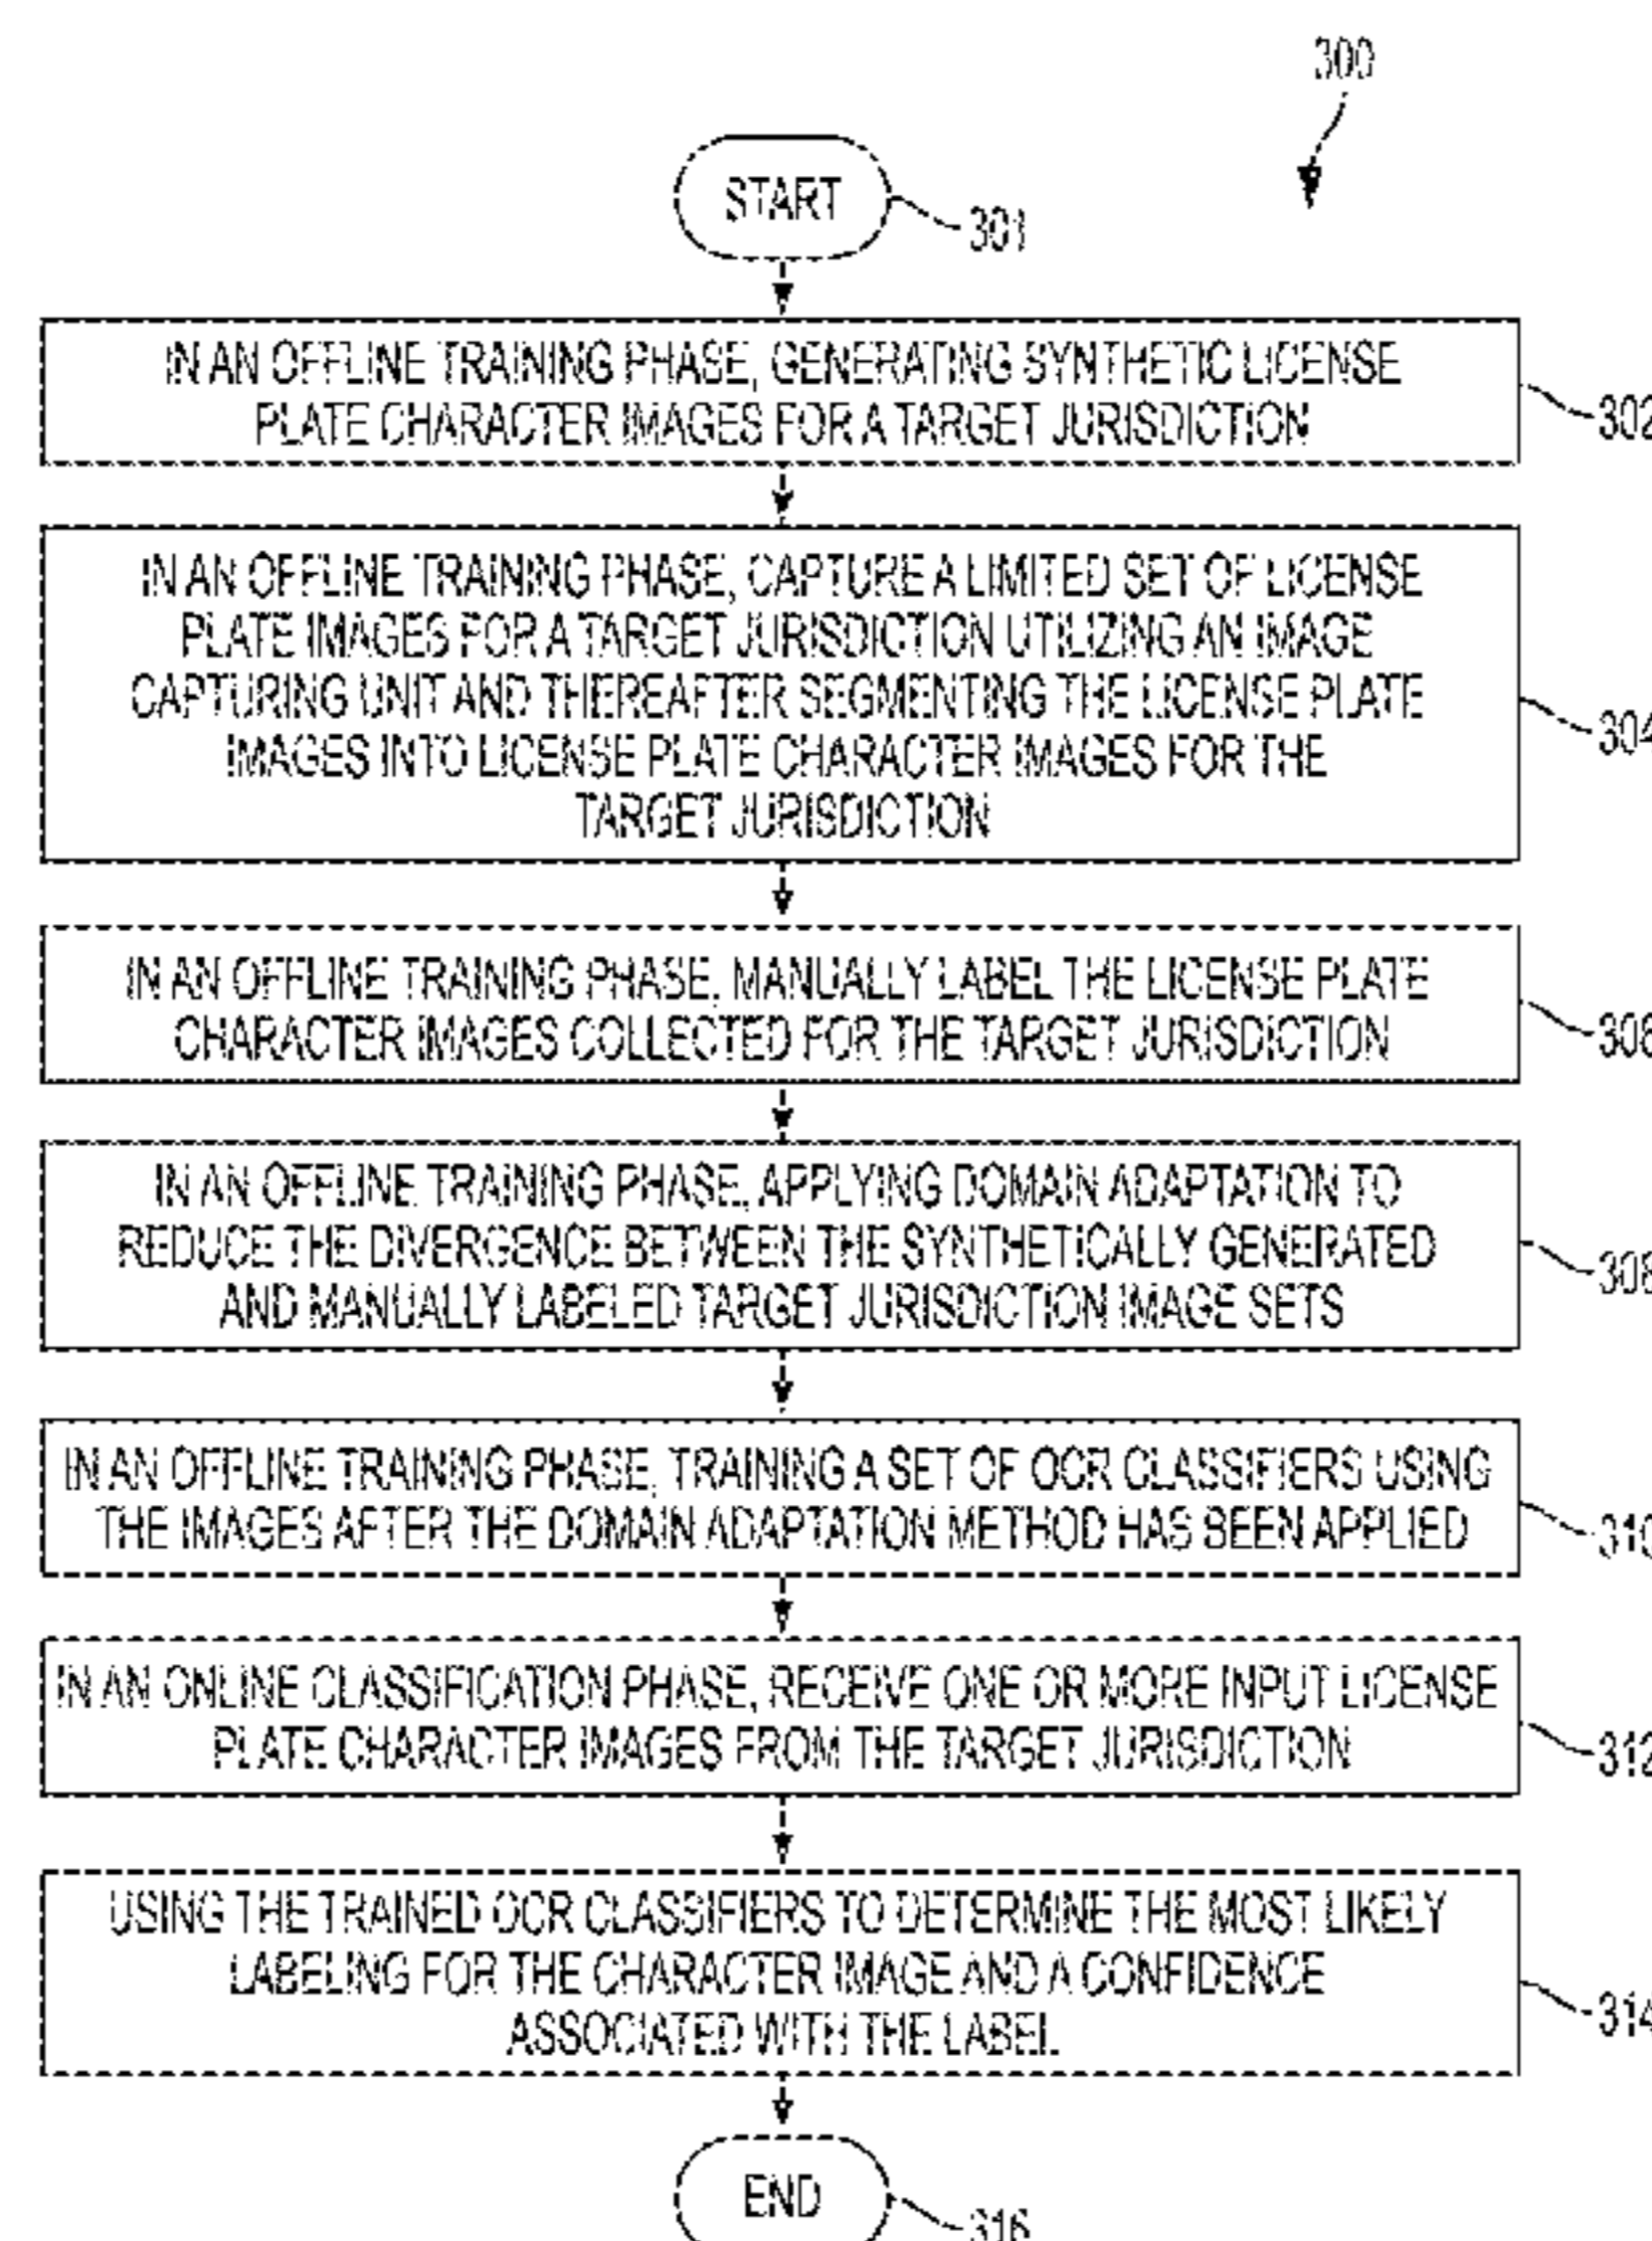 300
START
301
IN AN OFFLINE TRAINING PHASE, GENERATING SYNTHETIC LICENSE
PLATE CHARACTER IMAGES FOR A TARGET JURISDICTION
302
IN AN OFFLINE TRAINING PHASE, CAPTURE A LIMITED SET OF LICENSE
PLATE IMAGES FOR A TARGET JURISDICTION UTILIZING AN IMAGE
CAPTURING UNIT AND THEREAFTER SEGMENTING THE LICENSE PLATE
IMAGES INTO LICENSE PLATE CHARACTER IMAGES FOR THE
TARGET JURISDICTION
304
IN AN OFFLINE TRAINING PHASE, MANUALLY LABEL THE LICENSE PLATE
CHARACTER IMAGES COLLECTED FOR THE TARGET JURISDICTION
IN AN OFFLINE TRAINING PHASE, APPLYING DOMAIN ADAPTATION TO
REDUCE THE DIVERGENCE BETWEEN THE SYNTHETICALLY GENERATED
AND MANUALLY LABELED TARGET JURISDICTION IMAGE SETS
IN AN OFFLINE TRAINING PHASE, TRAINING A SET OF OCR CLASSIFIERS USING
THE IMAGES AFTER THE DOMAIN ADAPTATION METHOD HAS BEEN APPLIED
310
IN AN ONLINE CLASSIFICATION PHASE, RECEIVE ONE OR MORE INPUT LICENSE
PLATE CHARACTER IMAGES FROM THE TARGET JURISDICTION
312
USING THE TRAINED OCR CLASSIFIERS TO DETERMINE THE MOST LIKELY
LABELING FOR THE CHARACTER IMAGE AND A CONFIDENCE
ASSOCIATED WITH THE LABEL
314
END
316